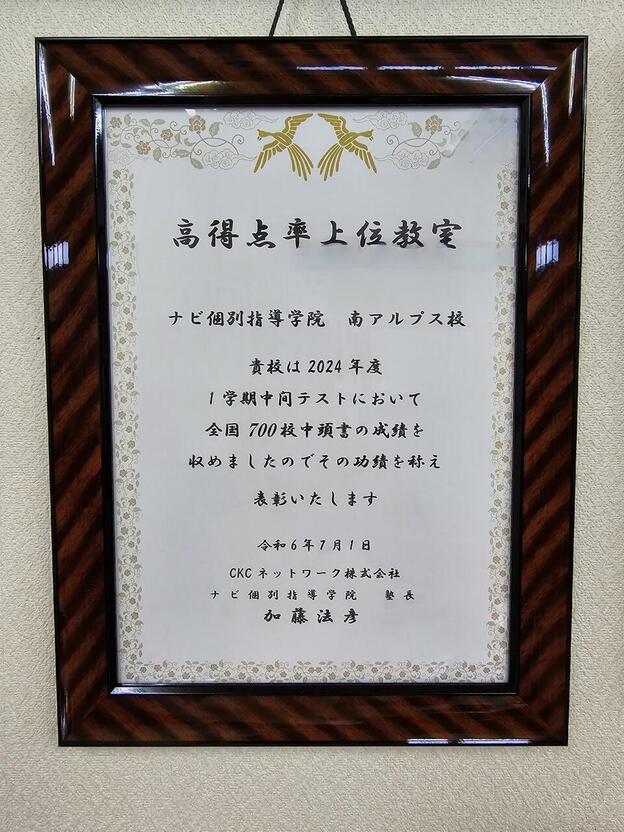 高得点率上位教室
ナビ個別指導学院 南アルプス校
貴校は2024年度
1学期中間テストにおいて
全国700校中頭書の成績を
収めましたのでその功績を称え
表彰いたします
令和6年7月1日
CKCネットワーク株式会社
ナビ個別指導学院 塾長
加藤法彦